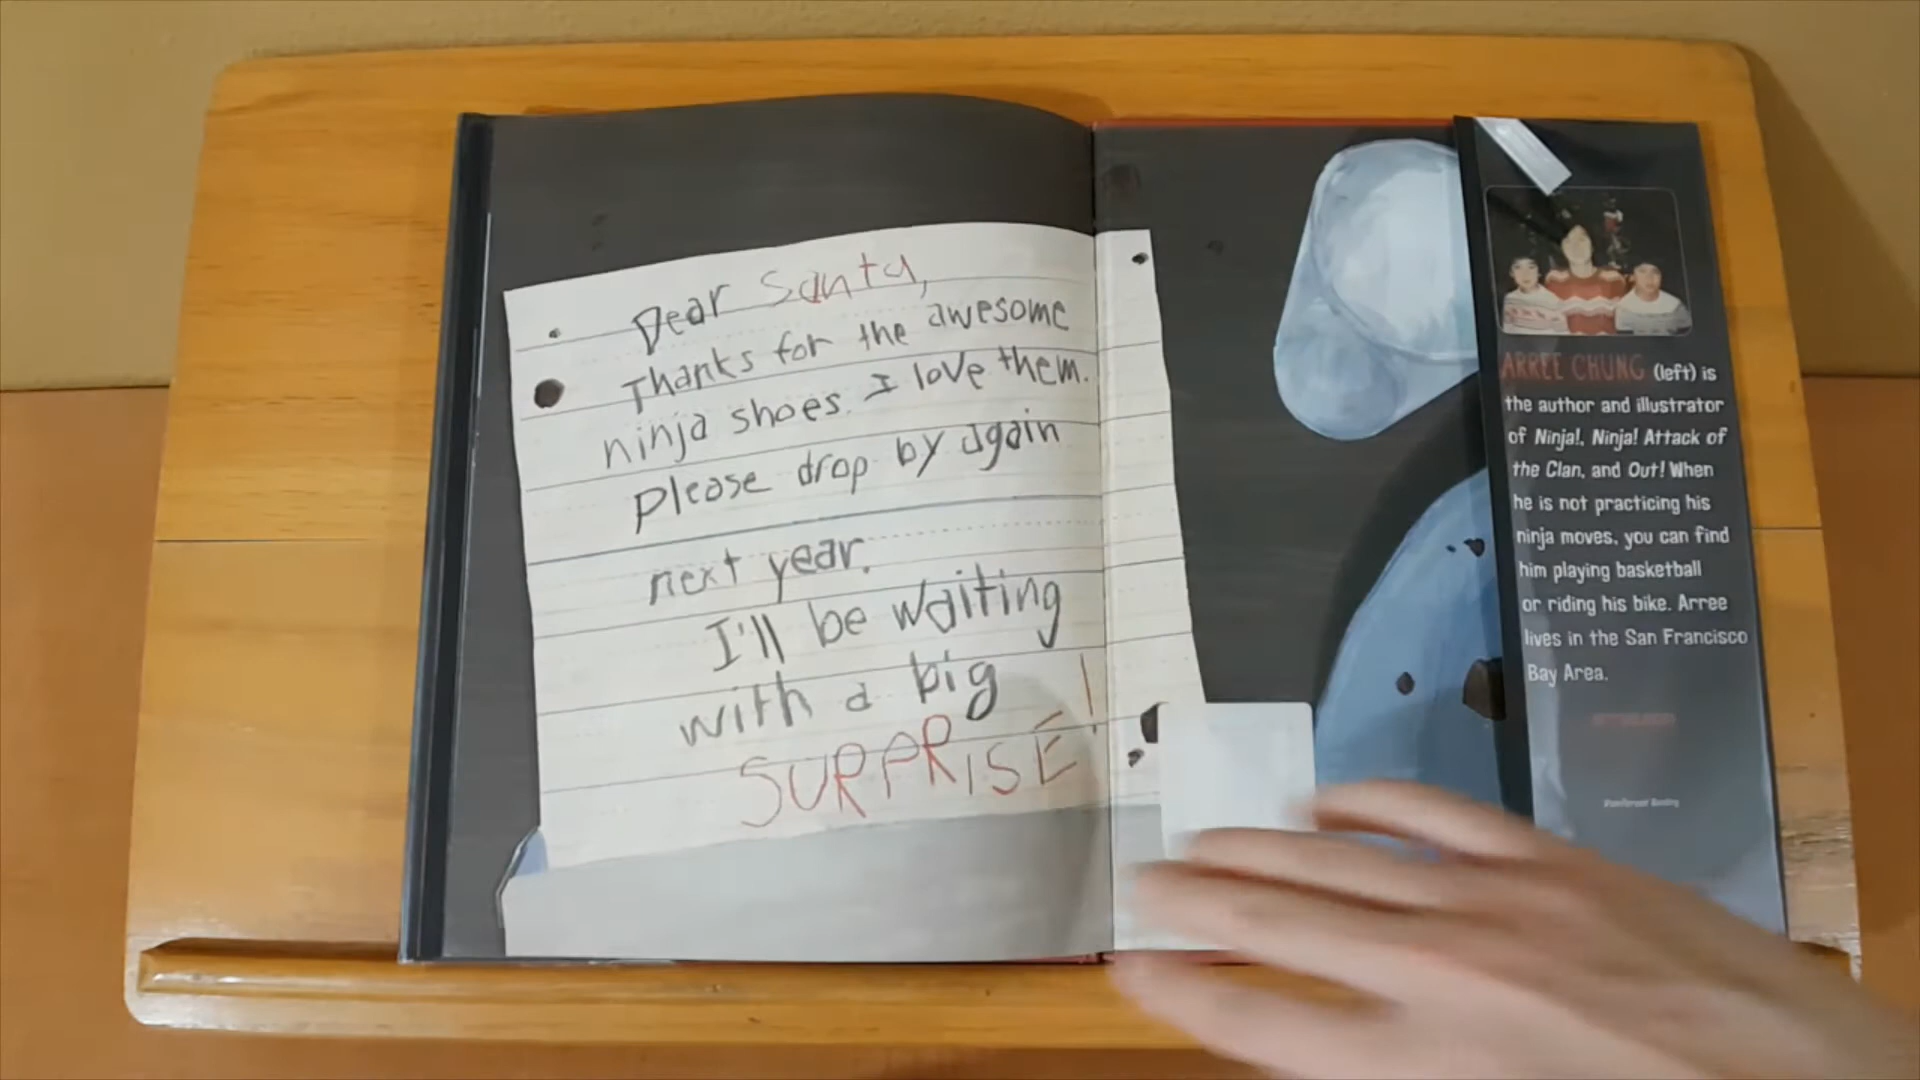 Dear Santa,
Thanks for the awesome
ninja shoes. I love them.
Please drop by again
next year.
I'll be waiting
with a big
SURPRISE!
ARREE CHUNG (left) is
the author and illustrator
of Ninja!, Ninja! Attack of
the Clan, and Out! When
he is not practicing his
ninja moves, you can find
him playing basketball
or riding his bike. Arree
lives in the San Francisco
Bay Area.